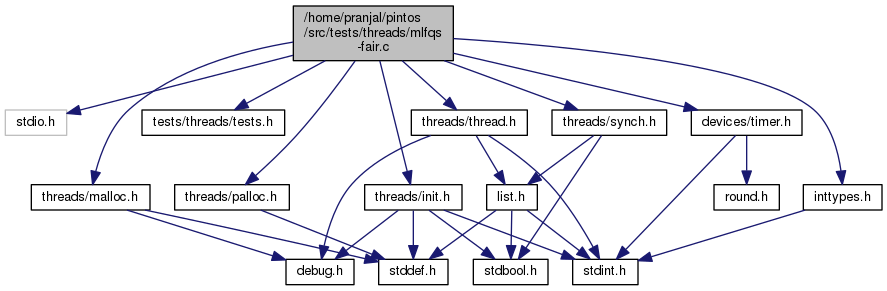 /home/pranjal/pintos
/src/tests/threads/mlfqs
-fair.c
stdio.h
tests/threads/tests.h
threads/thread.h
threads/synch.h
devices/timer.h
threads/malloc.h
threads/palloc.h
threads/init.h
list.h
round.h
inttypes.h
debug.h
stddef.h
stdbool.h
stdint.h